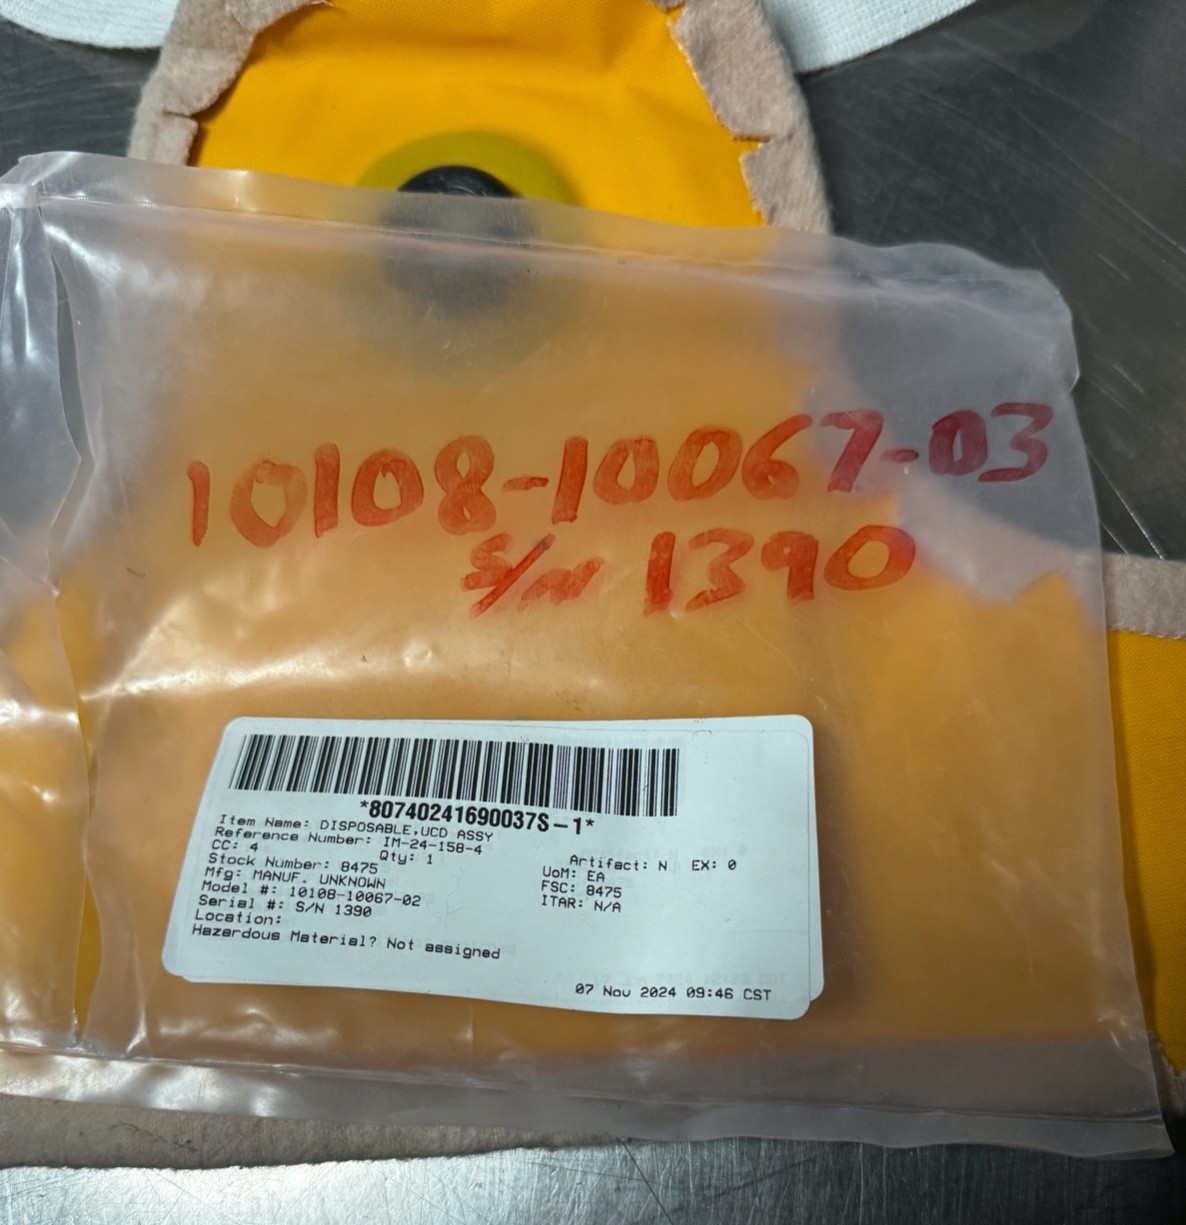 10108-10067-03
S/N 1390
*80740241690037S-1*
Item Name: DISPOSABLE,UCD ASSY
Reference Number: IM-24-158-4
CC: 4 Qty: 1 Artifact: N EX: 0
Stock Number: 8475 UoM: EA
Mfg: MANUF. UNKNOWN FSC: 8475
Model #: 10108-10067-02 ITAR: N/A
Serial #: S/N 1390
Location:
Hazardous Material? Not assigned
07 Nov 2024 09:46 CST